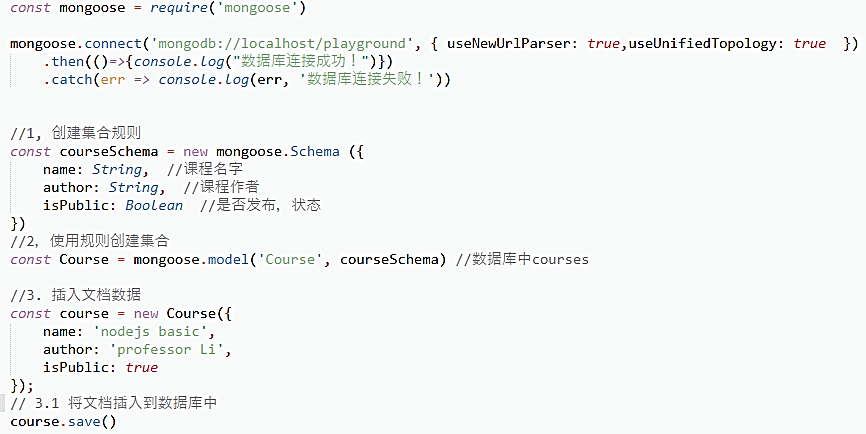 const mongoose = require('mongoose')
mongoose.connect('mongodb://localhost/playground', { useNewUrlParser: true,useUnifiedTopology: true  })
    .then(()=>{console.log("数据库连接成功！")})
    .catch(err => console.log(err, '数据库连接失败！'))
//1, 创建集合规则
const courseSchema = new mongoose.Schema ({
    name: String,  //课程名字
    author: String,  //课程作者
    isPublic: Boolean  //是否发布，状态
})
//2，使用规则创建集合
const Course = mongoose.model('Course', courseSchema) //数据库中courses
//3. 插入文档数据
const course = new Course({
    name: 'nodejs basic',
    author: 'professor Li',
    isPublic: true
});
// 3.1 将文档插入到数据库中
course.save()